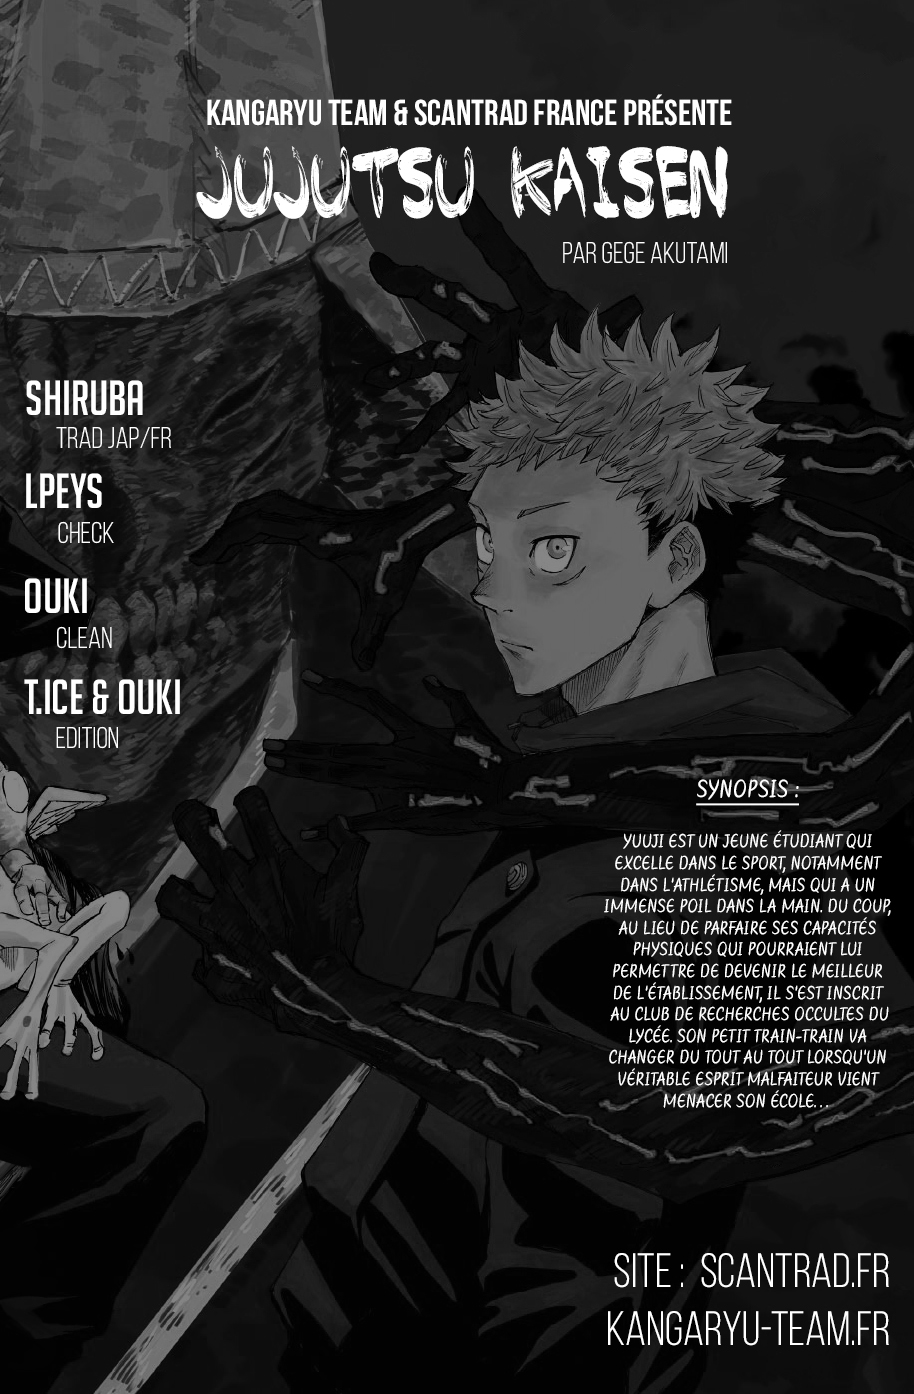 KANGARYU TEAM & SCANTRAD FRANCE PRÉSENTE
JUJUTSU KAISEN
PAR GEGE AKUTAMI
SHIRUBA
TRAD JAP/FR
LPEYS
CHECK
OUKI
CLEAN
T.ICE & OUKI
EDITION
SYNOPSIS :
YUUJI EST UN JEUNE ÉTUDIANT QUI
EXCELLE DANS LE SPORT, NOTAMMENT
DANS L'ATHLÉTISME, MAIS QUI A UN
IMMENSE POIL DANS LA MAIN. DU COUP,
AU LIEU DE PARFAIRE SES CAPACITÉS
PHYSIQUES QUI POURRAIENT LUI
PERMETTRE DE DEVENIR LE MEILLEUR
DE L'ÉTABLISSEMENT, IL S'EST INSCRIT
AU CLUB DE RECHERCHES OCCULTES DU
LYCÉE. SON PETIT TRAIN-TRAIN VA
CHANGER DU TOUT AU TOUT LORSQU'UN
VÉRITABLE ESPRIT MALFAITEUR VIENT
MENACER SON ÉCOLE...
SITE : SCANTRAD.FR
KANGARYU-TEAM.FR